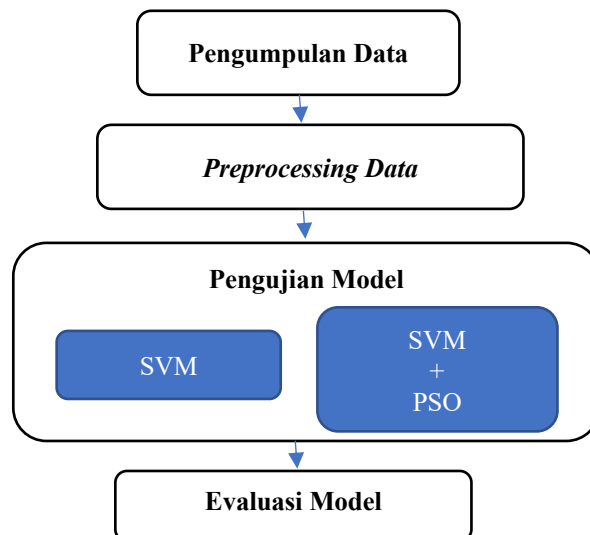 Pengumpulan Data
Preprocessing Data
Pengujian Model
SVM
SVM
+
PSO
Evaluasi Model